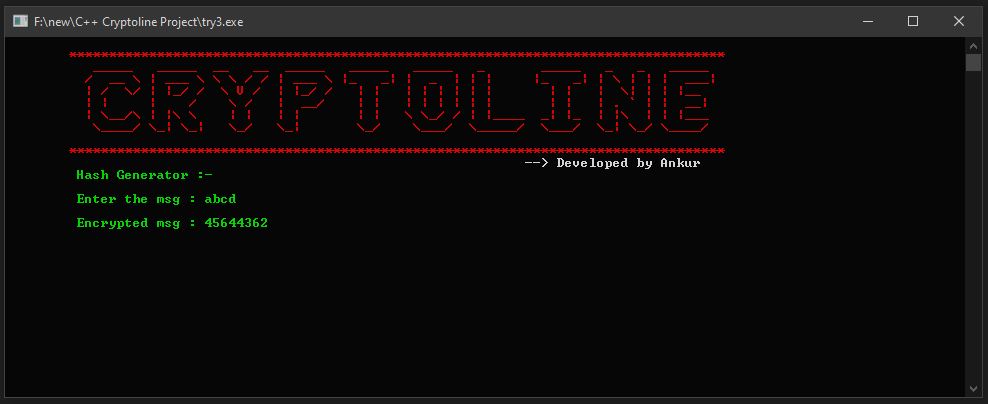 F:\new\C++ Cryptoline Project\try3.exe
CRYPTOLINE
--> Developed by Ankur
Hash Generator :-
Enter the msg : abcd
Encrypted msg : 45644362